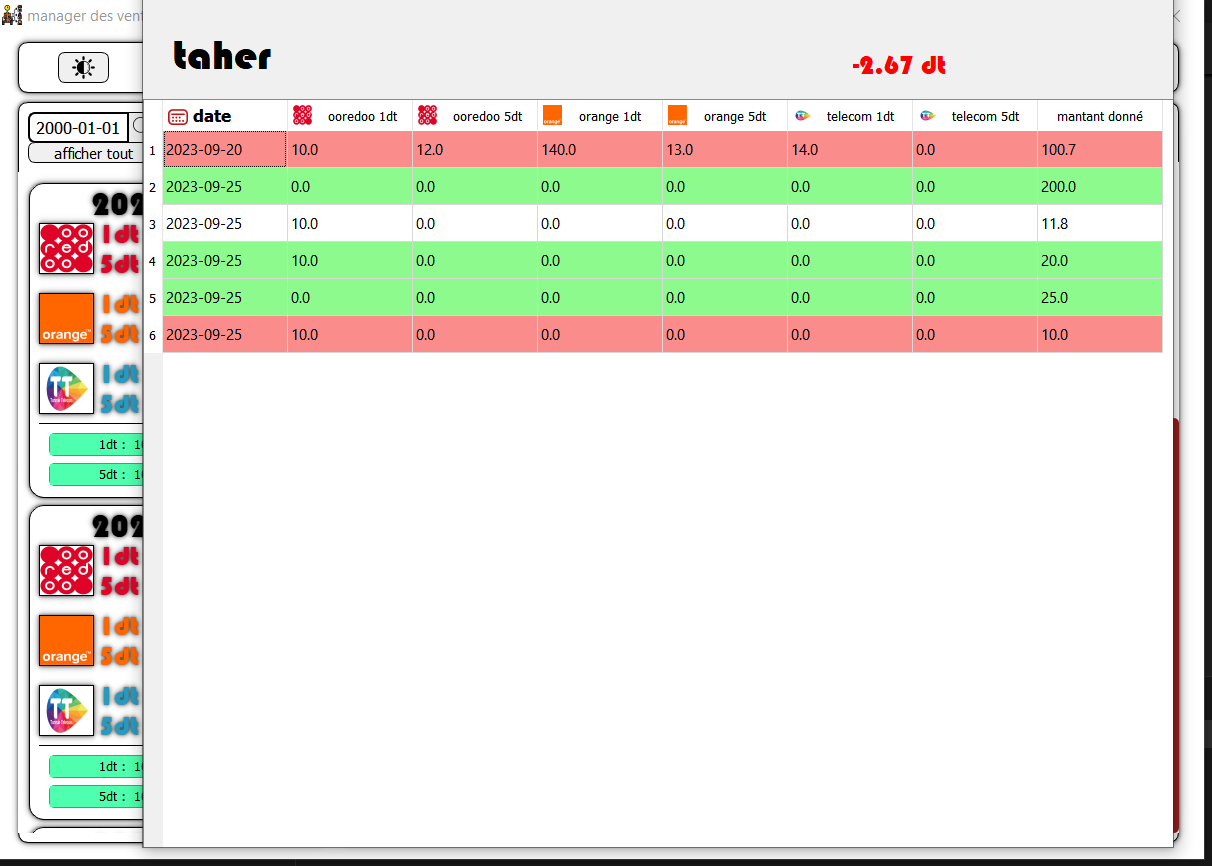 manager des vent
taher
-2.67 dt
date ooredoo 1dt ooredoo 5dt orange 1dt orange 5dt telecom 1dt telecom 5dt mantant donné
1 2023-09-20 10.0 12.0 140.0 13.0 14.0 0.0 100.7
2 2023-09-25 0.0 0.0 0.0 0.0 0.0 0.0 200.0
3 2023-09-25 10.0 0.0 0.0 0.0 0.0 0.0 11.8
4 2023-09-25 10.0 0.0 0.0 0.0 0.0 0.0 20.0
5 2023-09-25 0.0 0.0 0.0 0.0 0.0 0.0 25.0
6 2023-09-25 10.0 0.0 0.0 0.0 0.0 0.0 10.0
2000-01-01
afficher tout
202
ooredoo
1dt
5dt
orange
1dt
5dt
TT
1dt
5dt
1dt : 1
5dt : 1
202
ooredoo
1dt
5dt
orange
1dt
5dt
TT
1dt
5dt
1dt : 1
5dt : 1